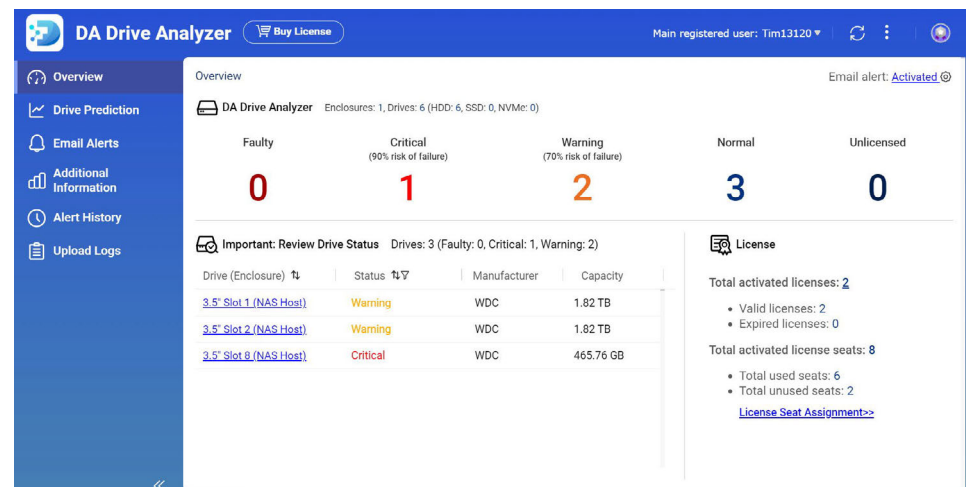 DA Drive Analyzer
Buy License
Main registered user: Tim13120
Overview
Drive Prediction
Email Alerts
Additional
Information
Alert History
Upload Logs
Overview
Email alert: Activated
DA Drive Analyzer Enclosures: 1, Drives: 6 (HDD: 6, SSD: 0, NVMe: 0)
Faulty
0
Critical
(90% risk of failure)
1
Warning
(70% risk of failure)
2
Normal
3
Unlicensed
0
Important: Review Drive Status Drives: 3 (Faulty: 0, Critical: 1, Warning: 2)
Drive (Enclosure) Status Manufacturer Capacity
3.5" Slot 1 (NAS Host) Warning WDC 1.82 TB
3.5" Slot 2 (NAS Host) Warning WDC 1.82 TB
3.5" Slot 8 (NAS Host) Critical WDC 465.76 GB
License
Total activated licenses: 2
• Valid licenses: 2
• Expired licenses: 0
Total activated license seats: 8
• Total used seats: 6
• Total unused seats: 2
License Seat Assignment>>